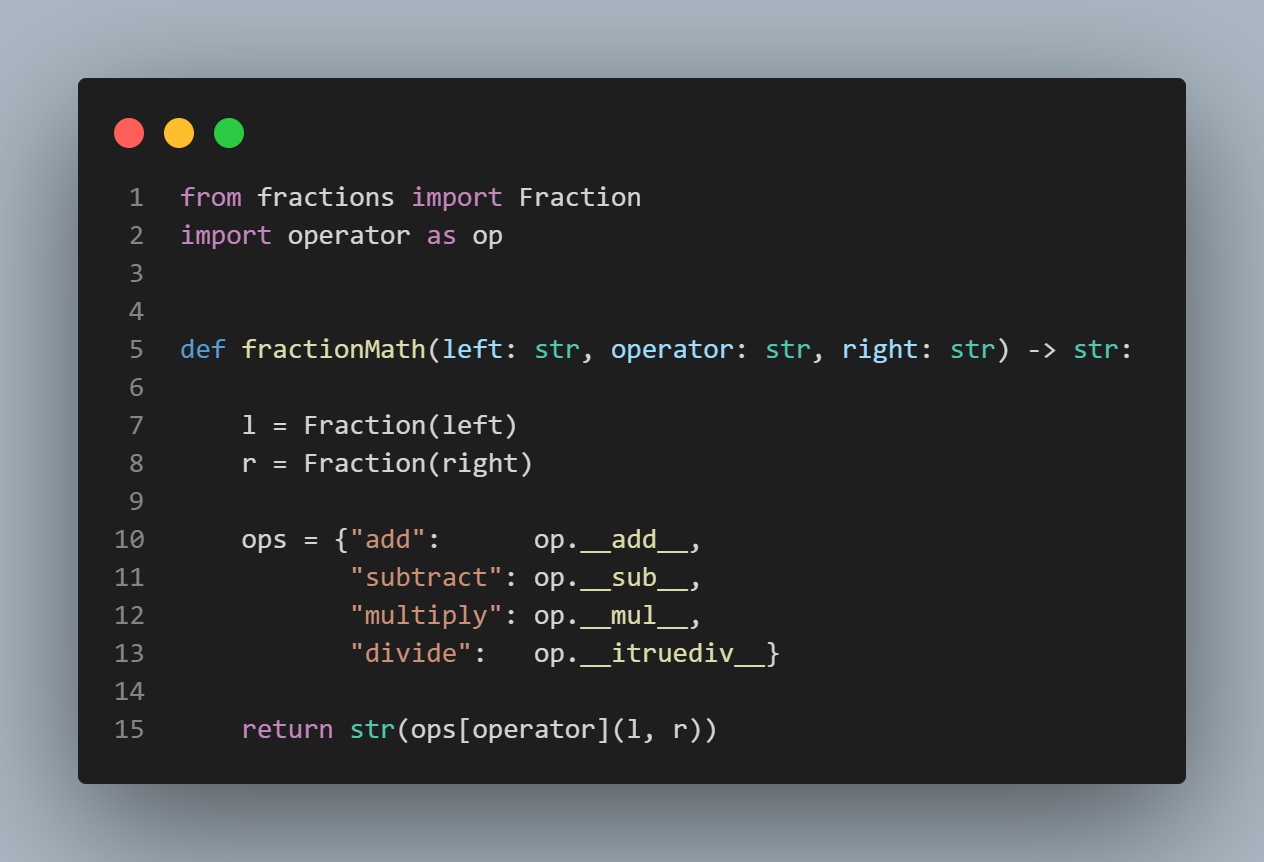 1 from fractions import Fraction
2 import operator as op
3
4
5 def fractionMath(left: str, operator: str, right: str) -> str:
6
7     l = Fraction(left)
8     r = Fraction(right)
9
10     ops = {"add":      op.__add__,
11            "subtract": op.__sub__,
12            "multiply": op.__mul__,
13            "divide":   op.__itruediv__}
14
15     return str(ops[operator](l, r))